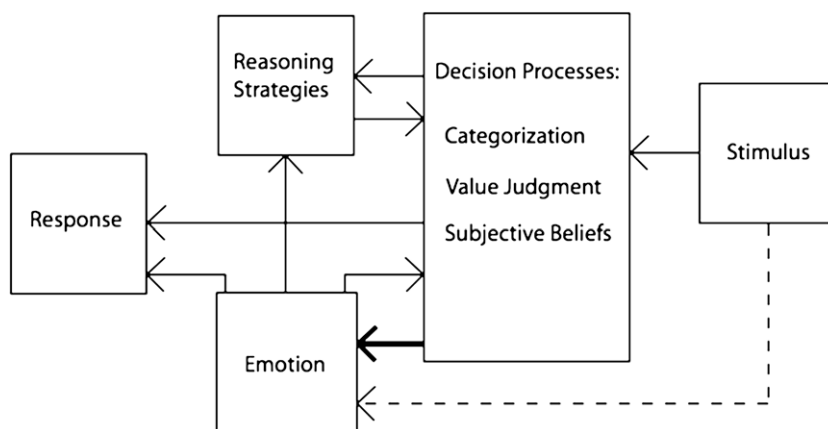 Reasoning
Strategies
Decision Processes:
Categorization
Value Judgment
Subjective Beliefs
Stimulus
Response
Emotion